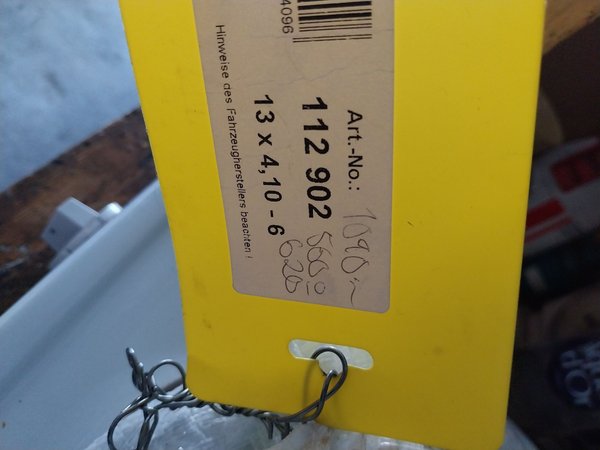 4096
Art.-No.: 1090,-
112 902 560,-
13 x 4,10 - 6 620
Hinweise des Fahrzeugherstellers beachten !